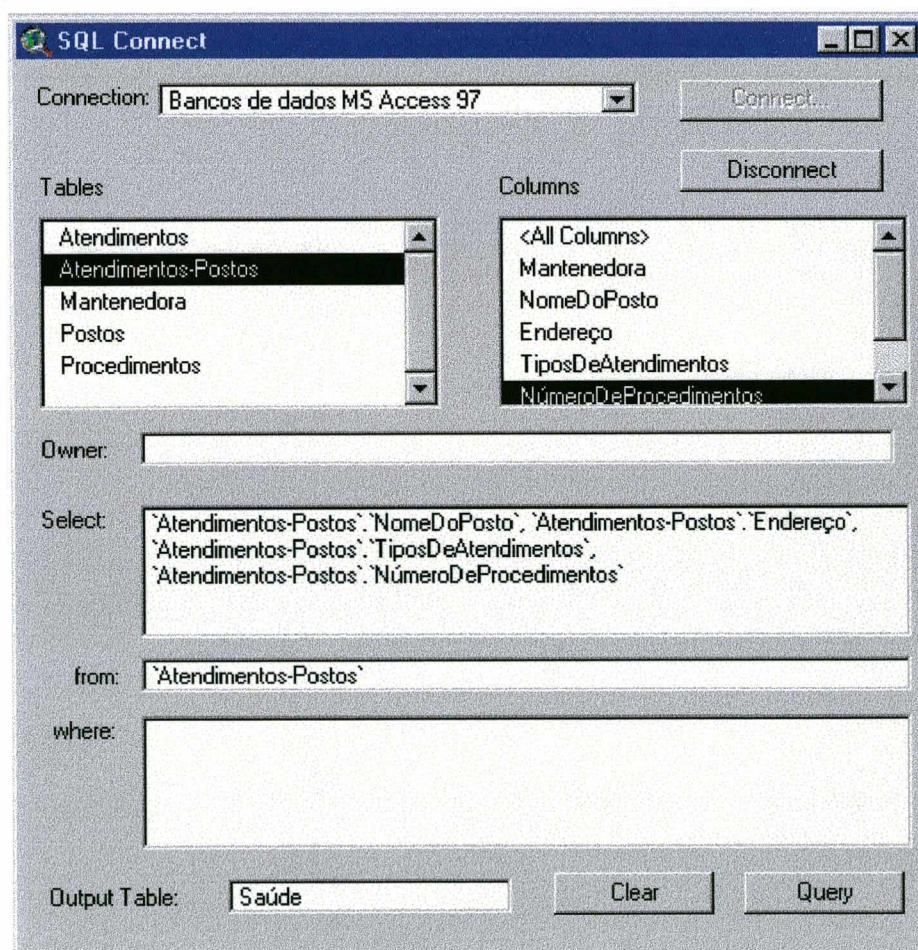 SQL Connect
Connection: Bancos de dados MS Access 97 Connect...
Disconnect
Tables
Atendimentos
Atendimentos-Postos
Mantenedora
Postos
Procedimentos
Columns
<All Columns>
Mantenedora
NomeDoPosto
Endereço
TiposDeAtendimentos
NúmeroDeProcedimentos
Owner:
Select: `Atendimentos-Postos`.`NomeDoPosto`, `Atendimentos-Postos`.`Endereço`,
`Atendimentos-Postos`.`TiposDeAtendimentos`,
`Atendimentos-Postos`.`NúmeroDeProcedimentos`
from: `Atendimentos-Postos`
where:
Output Table: Saúde Clear Query